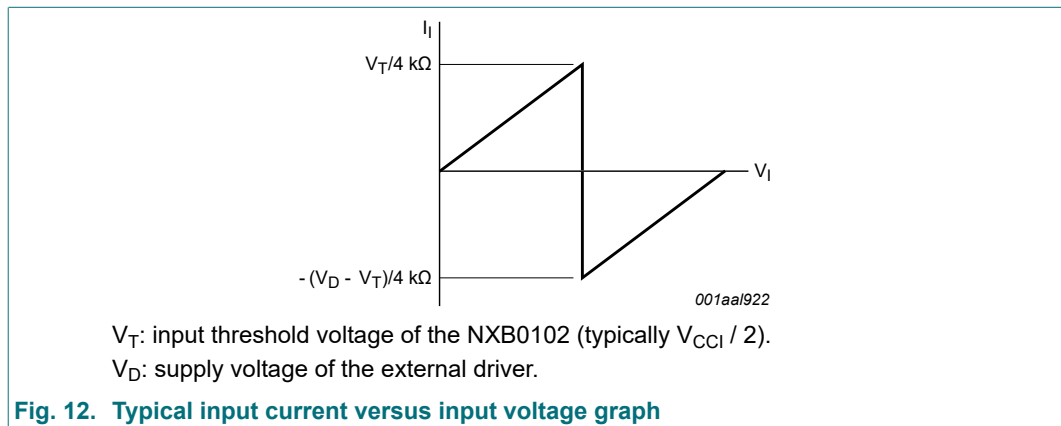 I_I
V_T/4 kΩ
V_I
- (V_D - V_T)/4 kΩ
001aal922
V_T: input threshold voltage of the NXB0102 (typically V_CCI / 2).
V_D: supply voltage of the external driver.
Fig. 12. Typical input current versus input voltage graph